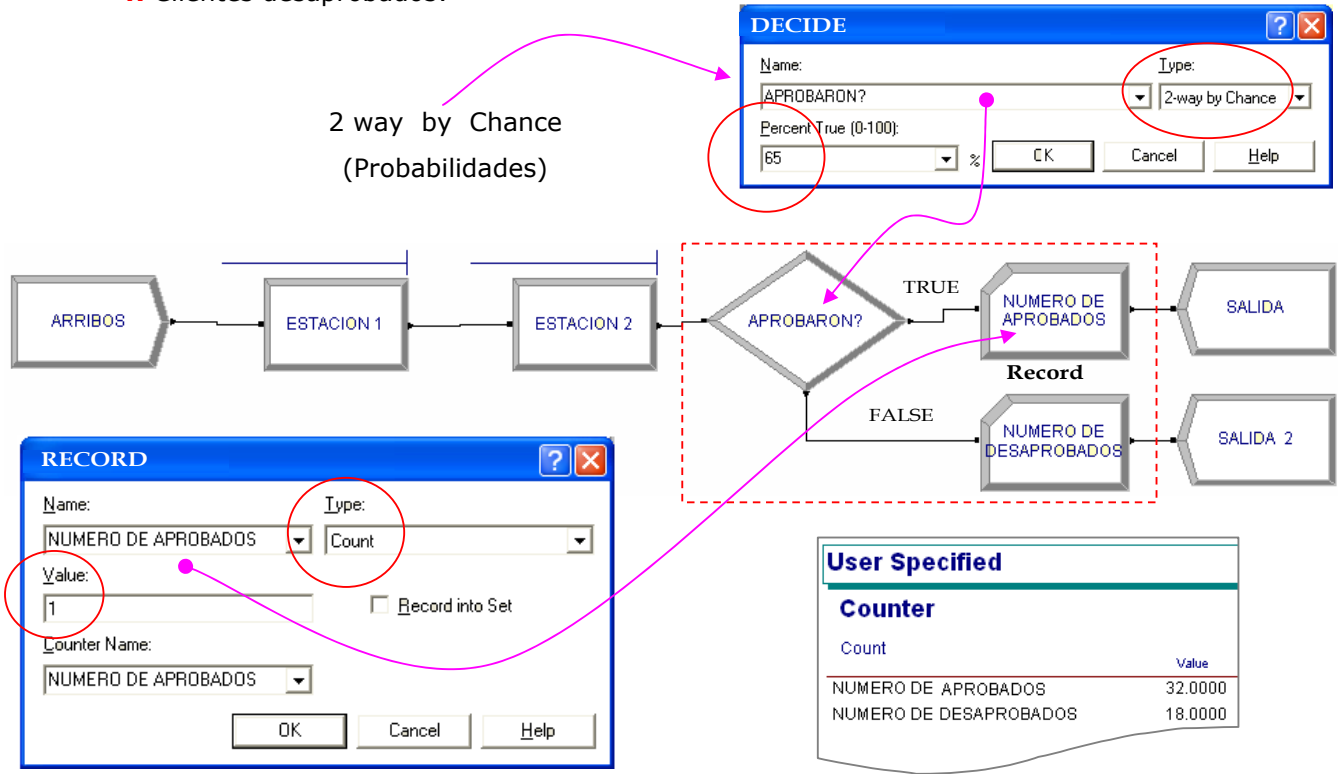 Clientes desaprobados.
DECIDE
Name:
Type:
APROBARON?
2-way by Chance
Percent True (0-100):
65
%
OK
Cancel
Help
2 way by Chance
(Probabilidades)
ARRIBOS
ESTACION 1
ESTACION 2
APROBARON?
TRUE
NUMERO DE
APROBADOS
SALIDA
Record
FALSE
NUMERO DE
DESAPROBADOS
SALIDA 2
RECORD
Name:
Type:
NUMERO DE APROBADOS
Count
Value:
1
Record into Set
Counter Name:
NUMERO DE APROBADOS
OK
Cancel
Help
User Specified
Counter
Count
Value
NUMERO DE APROBADOS 32.0000
NUMERO DE DESAPROBADOS 18.0000